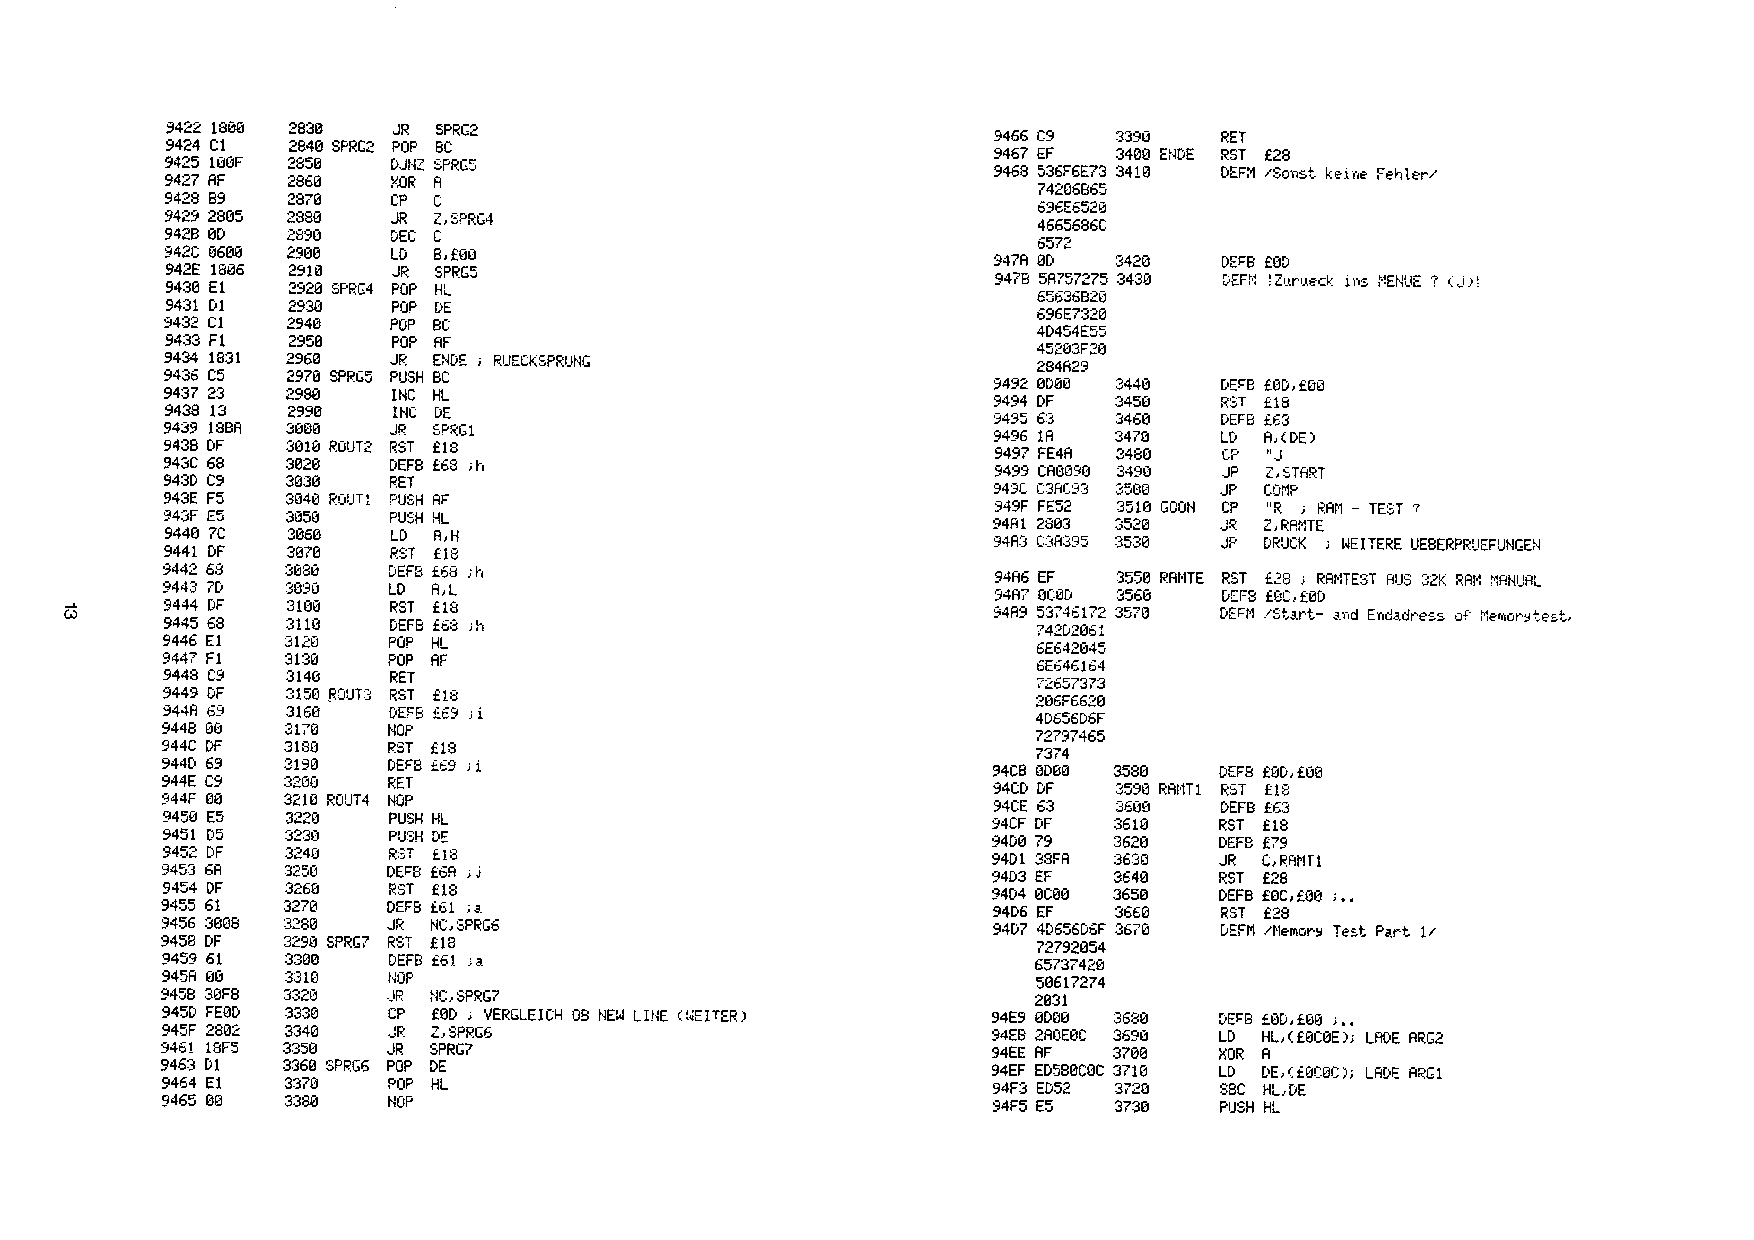 9422 1800 2830 JR SPRG2
9424 C1 2840 SPRG2 POP BC
9425 100F 2850 DJNZ SPRG5
9427 AF 2860 XOR A
9428 B9 2870 CP C
9429 2805 2880 JR Z,SPRG4
942B 0D 2890 DEC C
942C 0600 2900 LD B,£00
942E 1806 2910 JR SPRG5
9430 E1 2920 SPRG4 POP HL
9431 D1 2930 POP DE
9432 C1 2940 POP BC
9433 F1 2950 POP AF
9434 1831 2960 JR ENDE ; RUECKSPRUNG
9436 C5 2970 SPRG5 PUSH BC
9437 23 2980 INC HL
9438 13 2990 INC DE
9439 18BA 3000 JR SPRG1
943B DF 3010 ROUT2 RST £18
943C 68 3020 DEFB £68 ;h
943D C9 3030 RET
943E F5 3040 ROUT1 PUSH AF
943F E5 3050 PUSH HL
9440 7C 3060 LD A,H
9441 DF 3070 RST £18
9442 68 3080 DEFB £68 ;h
9443 7D 3090 LD A,L
9444 DF 3100 RST £18
9445 68 3110 DEFB £68 ;h
9446 E1 3120 POP HL
9447 F1 3130 POP AF
9448 C9 3140 RET
9449 DF 3150 ROUT3 RST £18
944A 69 3160 DEFB £69 ;i
944B 00 3170 NOP
944C DF 3180 RST £18
944D 69 3190 DEFB £69 ;i
944E C9 3200 RET
944F 00 3210 ROUT4 NOP
9450 E5 3220 PUSH HL
9451 D5 3230 PUSH DE
9452 DF 3240 RST £18
9453 6A 3250 DEFB £6A ;j
9454 DF 3260 RST £18
9455 61 3270 DEFB £61 ;a
9456 300B 3280 JR NC,SPRG6
9458 DF 3290 SPRG7 RST £18
9459 61 3300 DEFB £61 ;a
945A 00 3310 NOP
945B 30FB 3320 JR NC,SPRG7
945D FE0D 3330 CP £0D ; VERGLEICH OB NEW LINE (WEITER)
945F 2802 3340 JR Z,SPRG6
9461 18F5 3350 JR SPRG7
9463 D1 3360 SPRG6 POP DE
9464 E1 3370 POP HL
9465 00 3380 NOP
9466 C9 3390 RET
9467 EF 3400 ENDE RST £28
9468 536F6E73 3410 DEFM /Sonst keine Fehler/
74206B65
696E6520
4665686C
6572
947A 0D 3420 DEFB £0D
947B 5A757275 3430 DEFM !Zurueck ins MENUE ? (J)!
65636B20
696E7320
4D454E55
45203F20
284A29
9492 0D00 3440 DEFB £0D,£00
9494 DF 3450 RST £18
9495 63 3460 DEFB £63
9496 1A 3470 LD A,(DE)
9497 FE4A 3480 CP "J
9499 CA0090 3490 JP Z,START
949C C3AC93 3500 JP COMP
949F FE52 3510 GOON CP "R ; RAM - TEST ?
94A1 2803 3520 JR Z,RAMTE
94A3 C3A395 3530 JP DRUCK ; WEITERE UEBERPRUEFUNGEN
94A6 EF 3550 RAMTE RST £28 ; RAMTEST AUS 32K RAM MANUAL
94A7 0C0D 3560 DEFB £0C,£0D
94A9 53746172 3570 DEFM /Start- and Endadress of Memorytest/
742D2061
6E642045
6E646164
72657373
206F6620
4D656D6F
72797465
7374
94CB 0D00 3580 DEFB £0D,£00
94CD DF 3590 RAMT1 RST £18
94CE 63 3600 DEFB £63
94CF DF 3610 RST £18
94D0 79 3620 DEFB £79
94D1 38FA 3630 JR C,RAMT1
94D3 EF 3640 RST £28
94D4 0C00 3650 DEFB £0C,£00 ;..
94D6 EF 3660 RST £28
94D7 4D656D6F 3670 DEFM /Memory Test Part 1/
72792054
65737420
50617274
2031
94E9 0D00 3680 DEFB £0D,£00 ;..
94EB 2A0E0C 3690 LD HL,(£0C0E); LADE ARG2
94EE AF 3700 XOR A
94EF ED5B0C0C 3710 LD DE,(£0C0C); LADE ARG1
94F3 ED52 3720 SBC HL,DE
94F5 E5 3730 PUSH HL
13